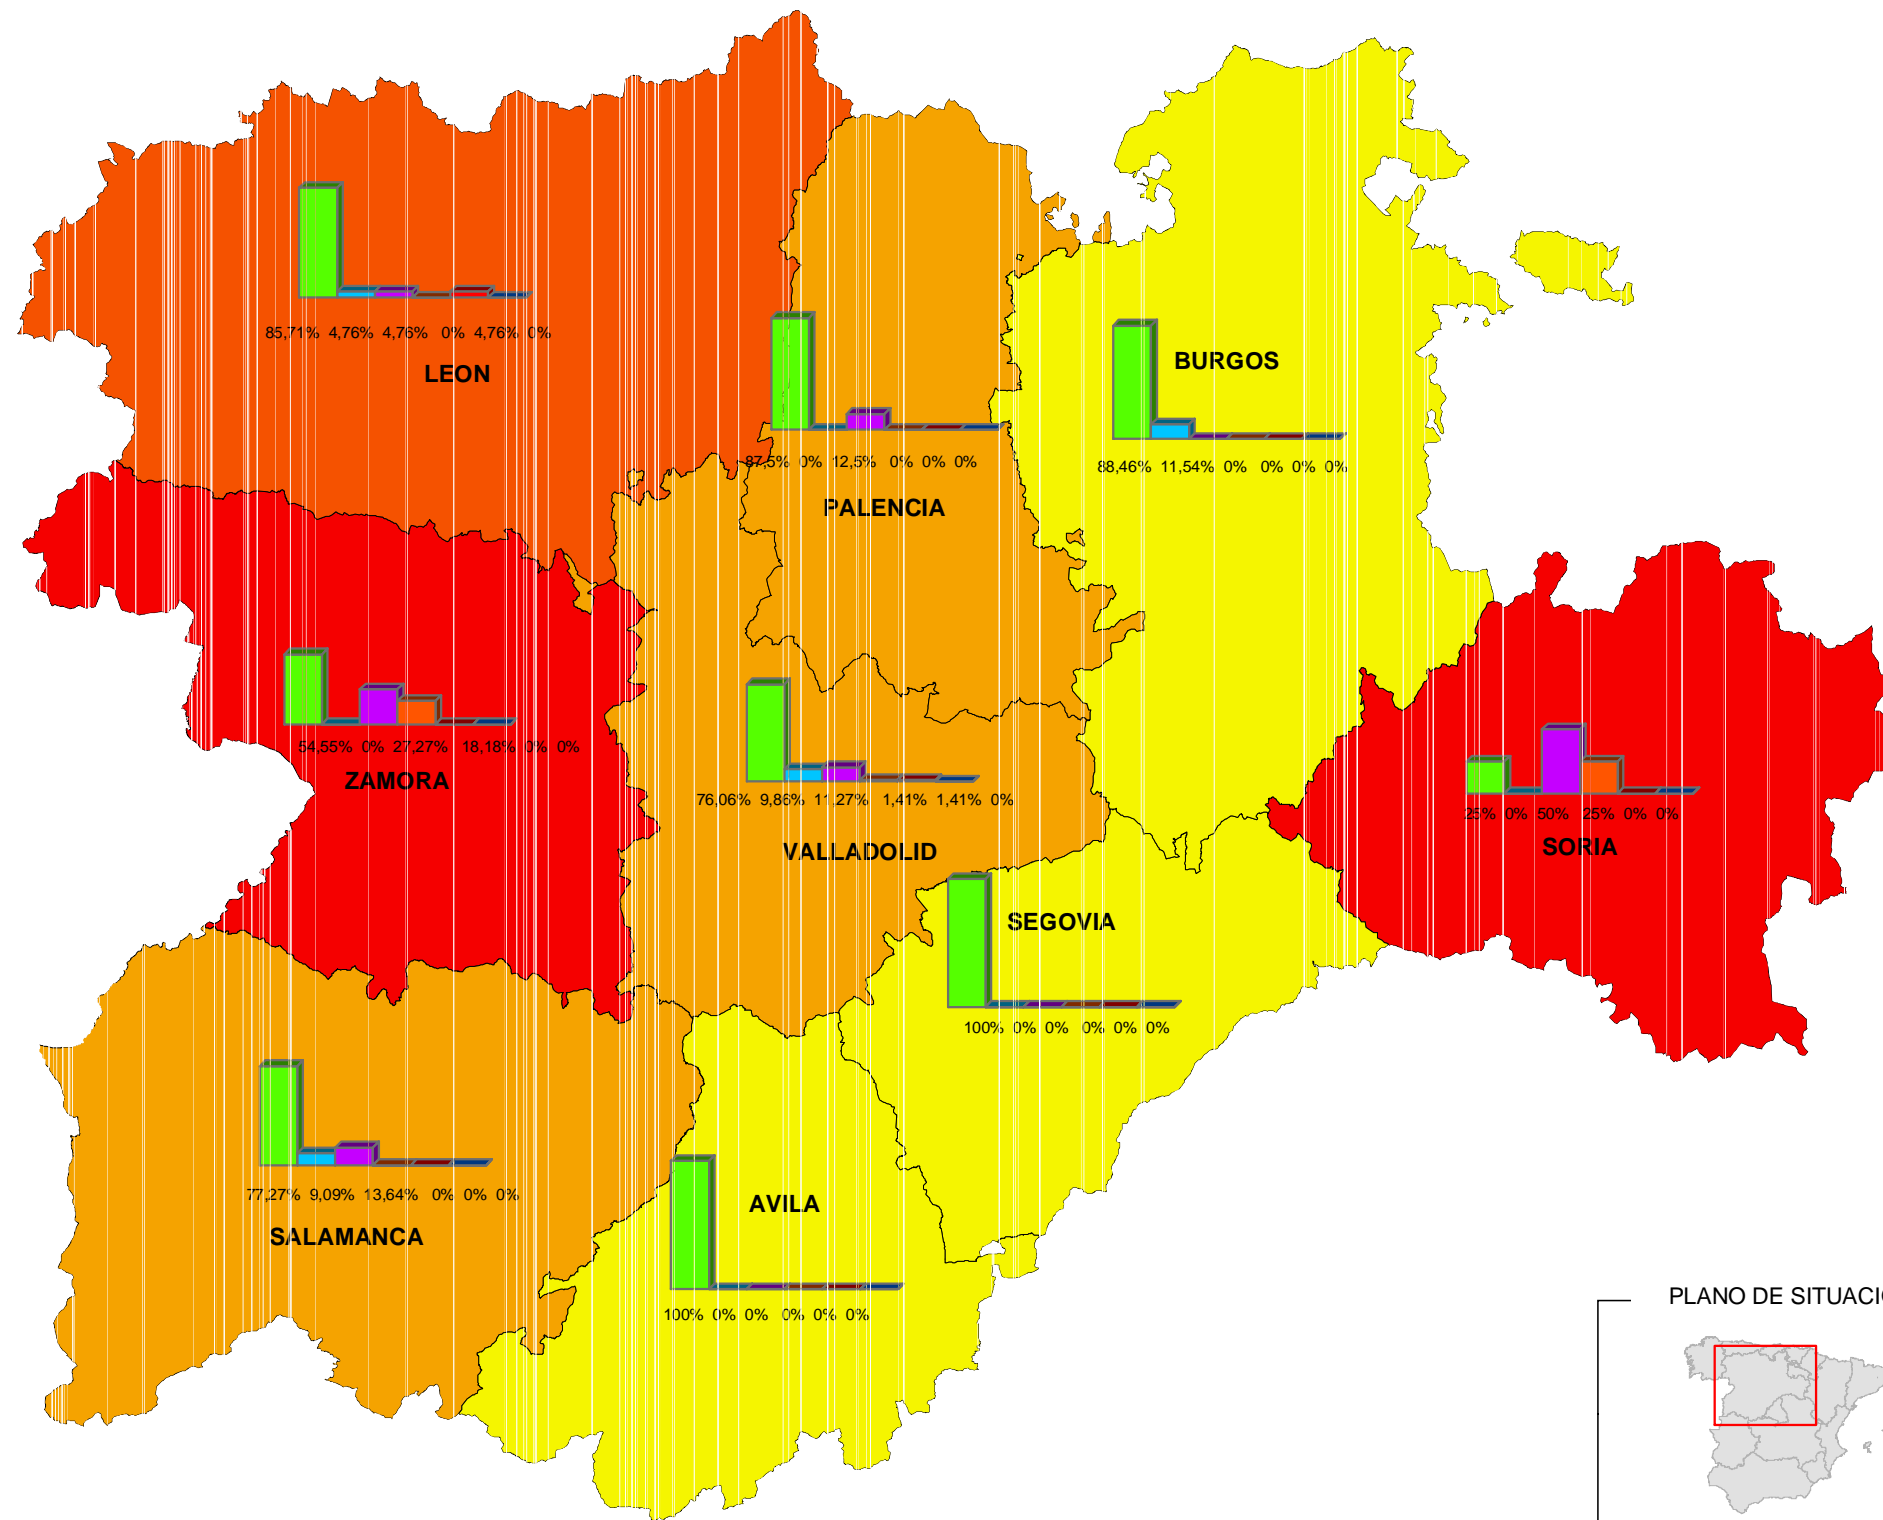 85,71% 4,76% 4,76% 0% 4,76% 0%
LEON
BURGOS
87,5% 0% 12,5% 0% 0% 0%
88,46% 11,54% 0% 0% 0% 0%
PALENCIA
54,55% 0% 27,27% 18,18% 0% 0%
ZAMORA
76,06% 9,86% 11,27% 1,41% 1,41% 0%
VALLADOLID
25% 0% 50% 25% 0% 0%
SORIA
SEGOVIA
100% 0% 0% 0% 0% 0%
77,27% 9,09% 13,64% 0% 0% 0%
SALAMANCA
AVILA
100% 0% 0% 0% 0% 0%
PLANO DE SITUACI